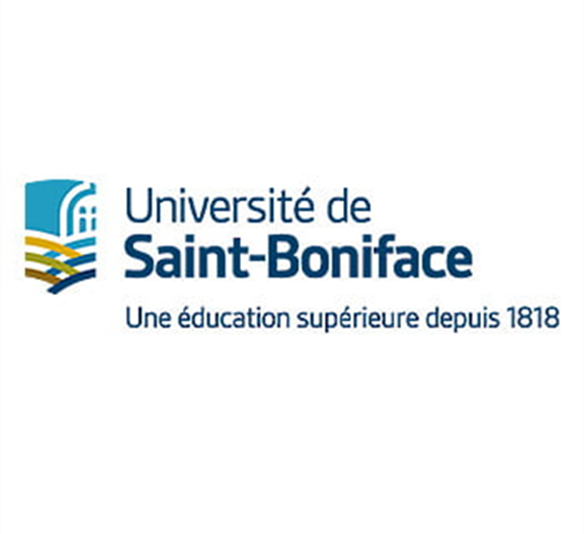 Université de
Saint-Boniface
Une éducation supérieure depuis 1818